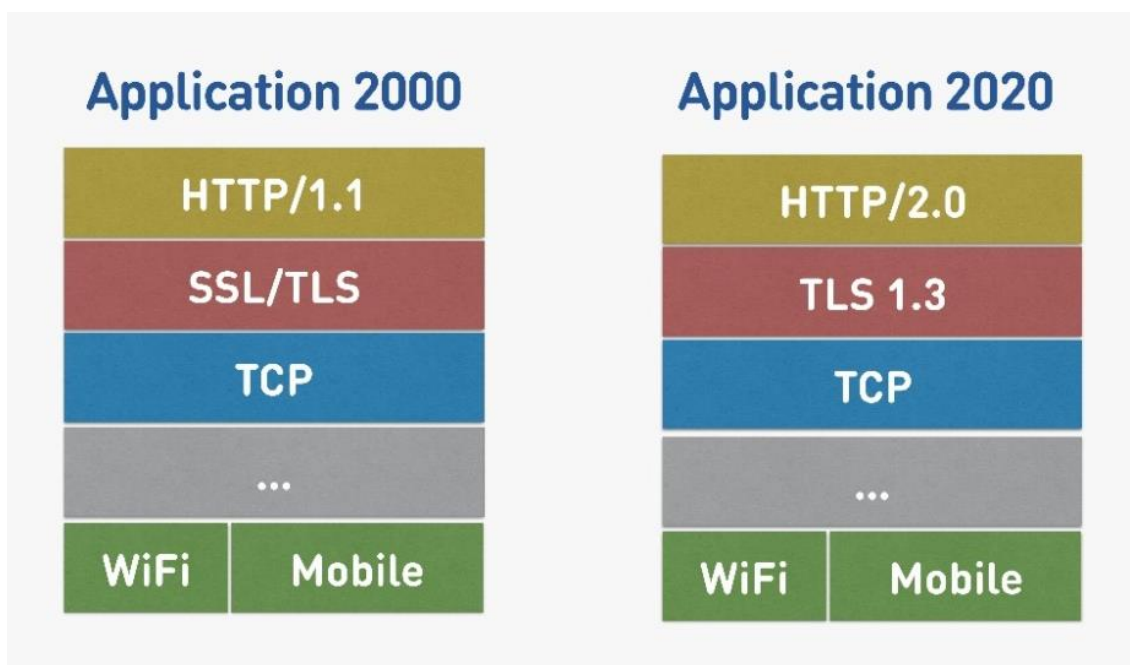 Application 2000
HTTP/1.1
SSL/TLS
TCP
...
WiFi
Mobile
Application 2020
HTTP/2.0
TLS 1.3
TCP
...
WiFi
Mobile